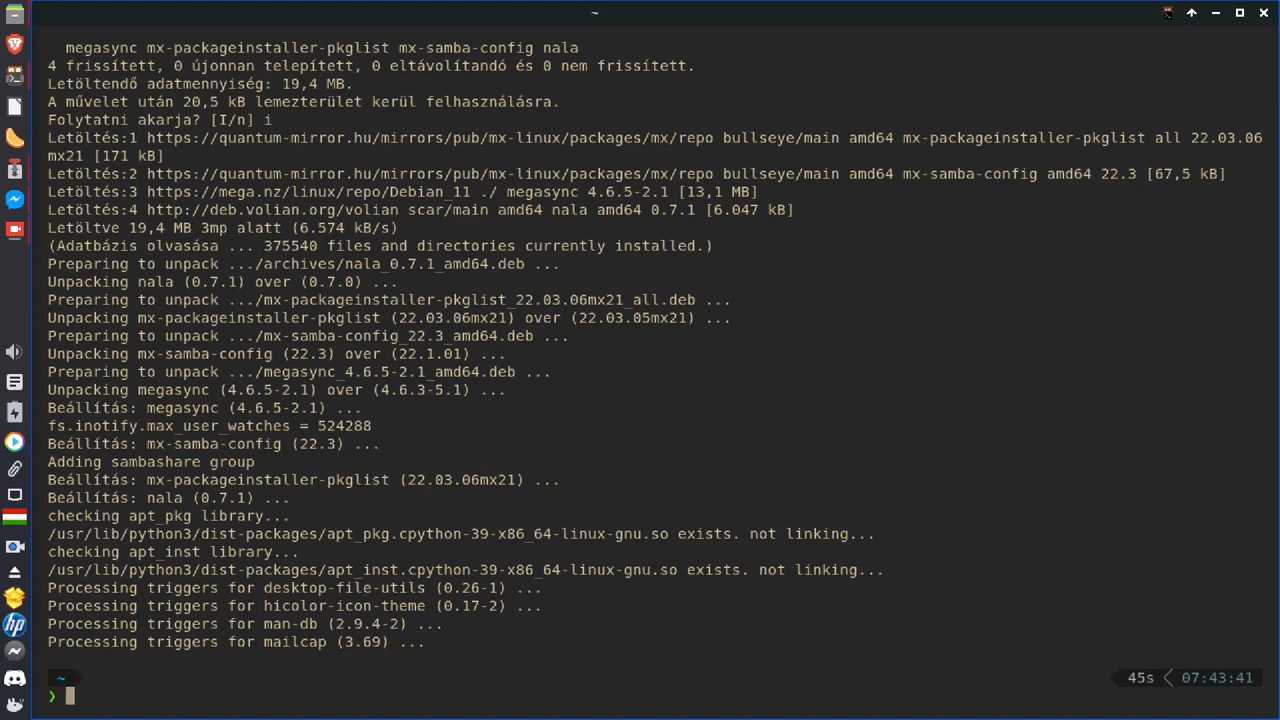 ~
megasync mx-packageinstaller-pkglist mx-samba-config nala
4 frissített, 0 újonnan telepített, 0 eltávolítandó és 0 nem frissített.
Letöltendő adatmennyiség: 19,4 MB.
A művelet után 20,5 kB lemezterület kerül felhasználásra.
Folytatni akarja? [I/n] i
Letöltés:1 https://quantum-mirror.hu/mirrors/pub/mx-linux/packages/mx/repo bullseye/main amd64 mx-packageinstaller-pkglist all 22.03.06
mx21 [171 kB]
Letöltés:2 https://quantum-mirror.hu/mirrors/pub/mx-linux/packages/mx/repo bullseye/main amd64 mx-samba-config amd64 22.3 [67,5 kB]
Letöltés:3 https://mega.nz/linux/repo/Debian_11 ./ megasync 4.6.5-2.1 [13,1 MB]
Letöltés:4 http://deb.volian.org/volian scar/main amd64 nala amd64 0.7.1 [6.047 kB]
Letöltve 19,4 MB 3mp alatt (6.574 kB/s)
(Adatbázis olvasása ... 375540 files and directories currently installed.)
Preparing to unpack .../archives/nala_0.7.1_amd64.deb ...
Unpacking nala (0.7.1) over (0.7.0) ...
Preparing to unpack .../mx-packageinstaller-pkglist_22.03.06mx21_all.deb ...
Unpacking mx-packageinstaller-pkglist (22.03.06mx21) over (22.03.05mx21) ...
Preparing to unpack .../mx-samba-config_22.3_amd64.deb ...
Unpacking mx-samba-config (22.3) over (22.1.01) ...
Preparing to unpack .../megasync_4.6.5-2.1_amd64.deb ...
Unpacking megasync (4.6.5-2.1) over (4.6.3-5.1) ...
Beállítás: megasync (4.6.5-2.1) ...
fs.inotify.max_user_watches = 524288
Beállítás: mx-samba-config (22.3) ...
Adding sambashare group
Beállítás: mx-packageinstaller-pkglist (22.03.06mx21) ...
Beállítás: nala (0.7.1) ...
checking apt_pkg library...
/usr/lib/python3/dist-packages/apt_pkg.cpython-39-x86_64-linux-gnu.so exists. not linking...
checking apt_inst library...
/usr/lib/python3/dist-packages/apt_inst.cpython-39-x86_64-linux-gnu.so exists. not linking...
Processing triggers for desktop-file-utils (0.26-1) ...
Processing triggers for hicolor-icon-theme (0.17-2) ...
Processing triggers for man-db (2.9.4-2) ...
Processing triggers for mailcap (3.69) ...
~ 45s 07:43:41
❯
hp